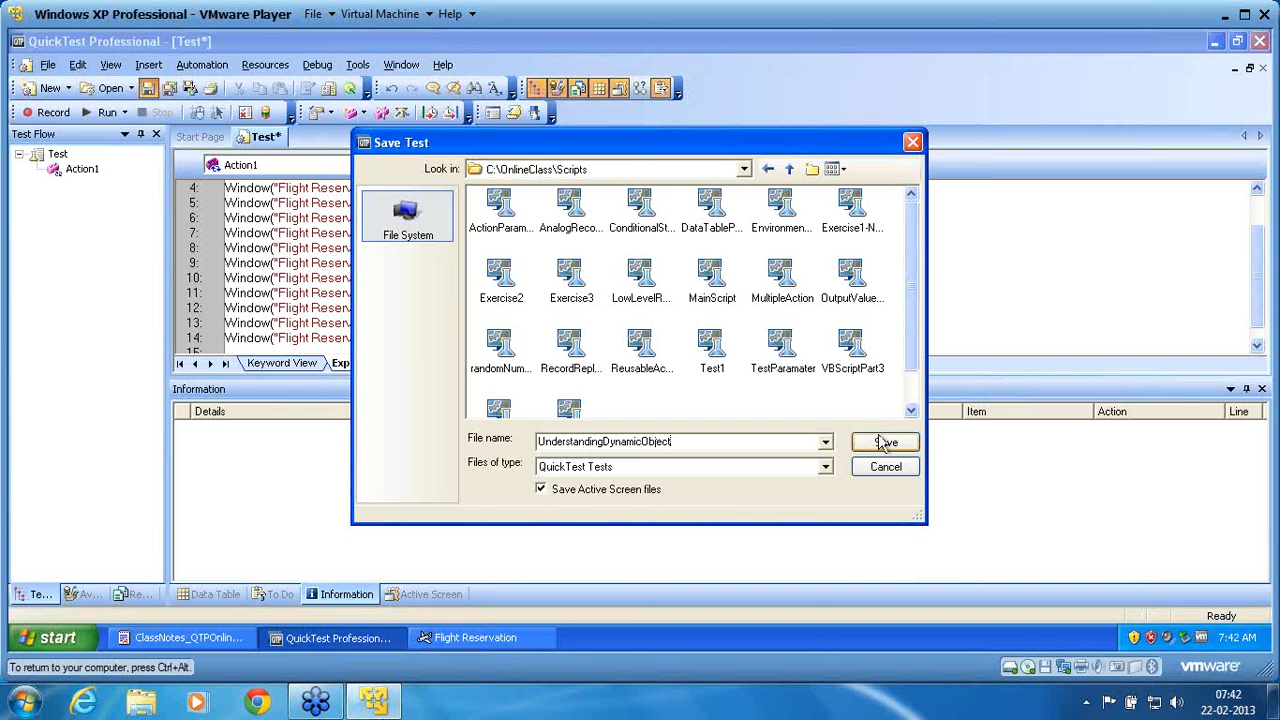 Windows XP Professional - VMware Player File Virtual Machine Help
QuickTest Professional - [Test*]
File Edit View Insert Automation Resources Debug Tools Window Help
New Open
Record Run Stop
Test Flow
Start Page Test*
Test
Action1
Action1
4: Window("Flight Reser
5: Window("Flight Reser
6: Window("Flight Reser
7: Window("Flight Reser
8: Window("Flight Reser
9: Window("Flight Reser
10: Window("Flight Reser
11: Window("Flight Reser
12: Window("Flight Reser
13: Window("Flight Reser
14: Window("Flight Reser
15:
Keyword View Exp
Save Test
Look in: C:\OnlineClass\Scripts
File System
ActionParam... AnalogReco... ConditionalSt... DataTableP... Environmen... Exercise1-N...
Exercise2 Exercise3 LowLevelR... MainScript MultipleAction OutputValue...
randomNum... RecordRepl... ReusableAc... Test1 TestParamater VBScriptPart3
File name: UnderstandingDynamicObject Save
Files of type: QuickTest Tests Cancel
Save Active Screen files
Information
Details Item Action Line
Te... Av... Re... Data Table To Do Information Active Screen
Ready
start ClassNotes_QTPOnlin... QuickTest Profession... Flight Reservation 7:42 AM
To return to your computer, press Ctrl+Alt. vmware
07:42
22-02-2013